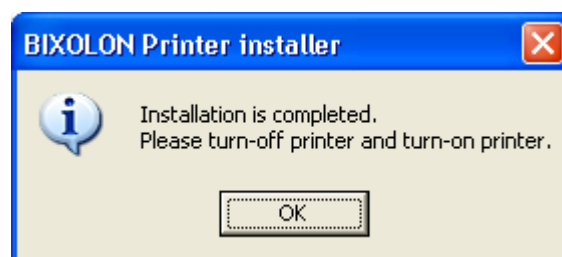 BIXOLON Printer installer
Installation is completed.
Please turn-off printer and turn-on printer.
OK